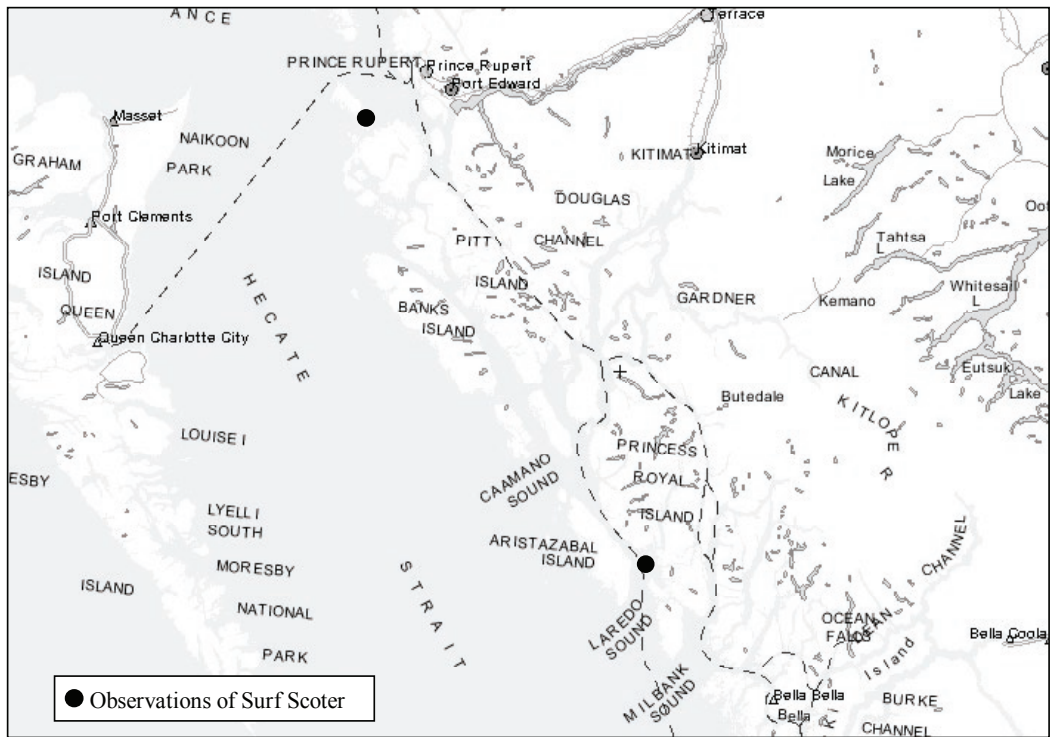 ANCE
Terrace
PRINCE RUPERT
Prince Rupert
Port Edward
Masset
NAIKOON
PARK
GRAHAM
KITIMAT
Kitimat
Morice
Lake
DOUGLAS
CHANNEL
Port Clements
PITT
ISLAND
Oot
Tahtsa
L
ISLAND
QUEEN
HECATE
BANKS
ISLAND
GARDNER
Kemano
Whitesail
L
Queen Charlotte City
Eutsuk
Lake
CANAL
Butedale
KITLOPE R
LOUISE I
PRINCESS
ROYAL
ISLAND
CAAMANO
SOUND
ESBY
LYELL I
SOUTH
MORESBY
ISLAND
NATIONAL
PARK
ARISTAZABAL
ISLAND
STRAIT
CHANNEL
LAREDO
SOUND
OCEAN
FALLS
DEAN
Island
Bella Coola
MILBANK
SOUND
Bella Bella
Bella
Ki
BURKE
CHANNEL
Observations of Surf Scoter